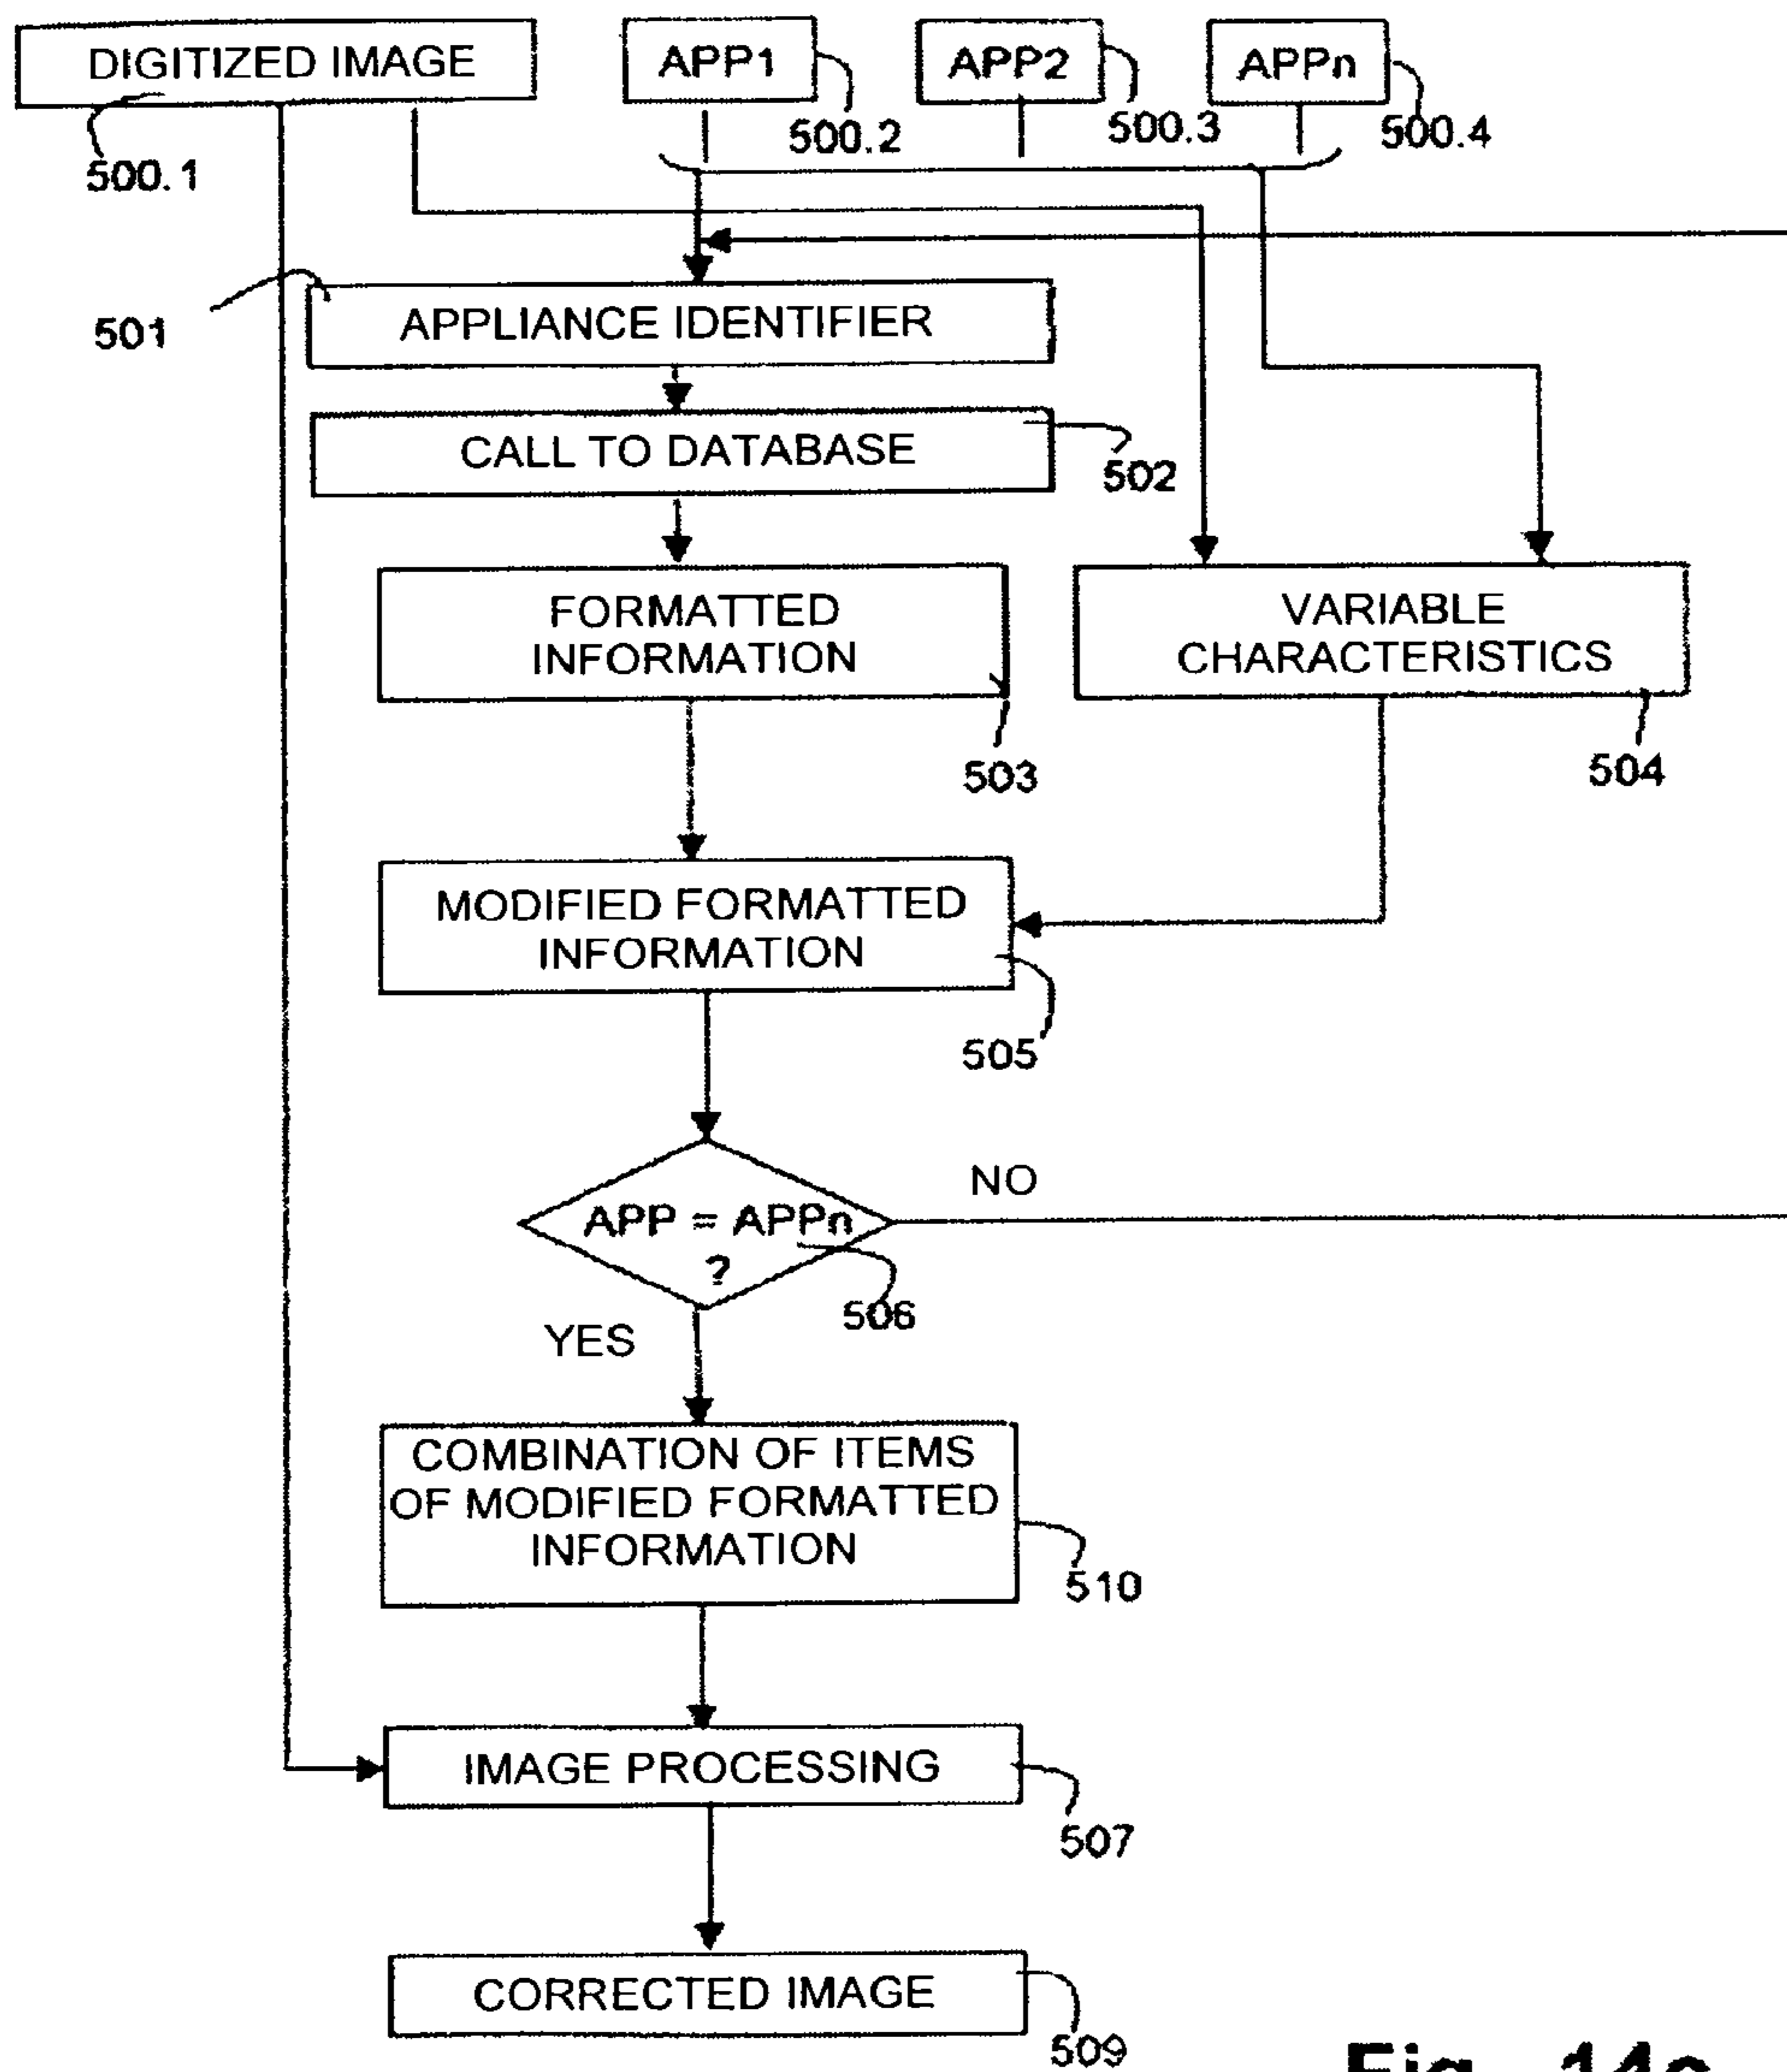 DIGITIZED IMAGE
APP1
APP2
APPn
500.1
500.2
500.3
500.4
501
APPLIANCE IDENTIFIER
CALL TO DATABASE
502
FORMATTED
INFORMATION
503
VARIABLE
CHARACTERISTICS
504
MODIFIED FORMATTED
INFORMATION
505
APP = APPn
?
506
NO
YES
COMBINATION OF ITEMS
OF MODIFIED FORMATTED
INFORMATION
510
IMAGE PROCESSING
507
CORRECTED IMAGE
509